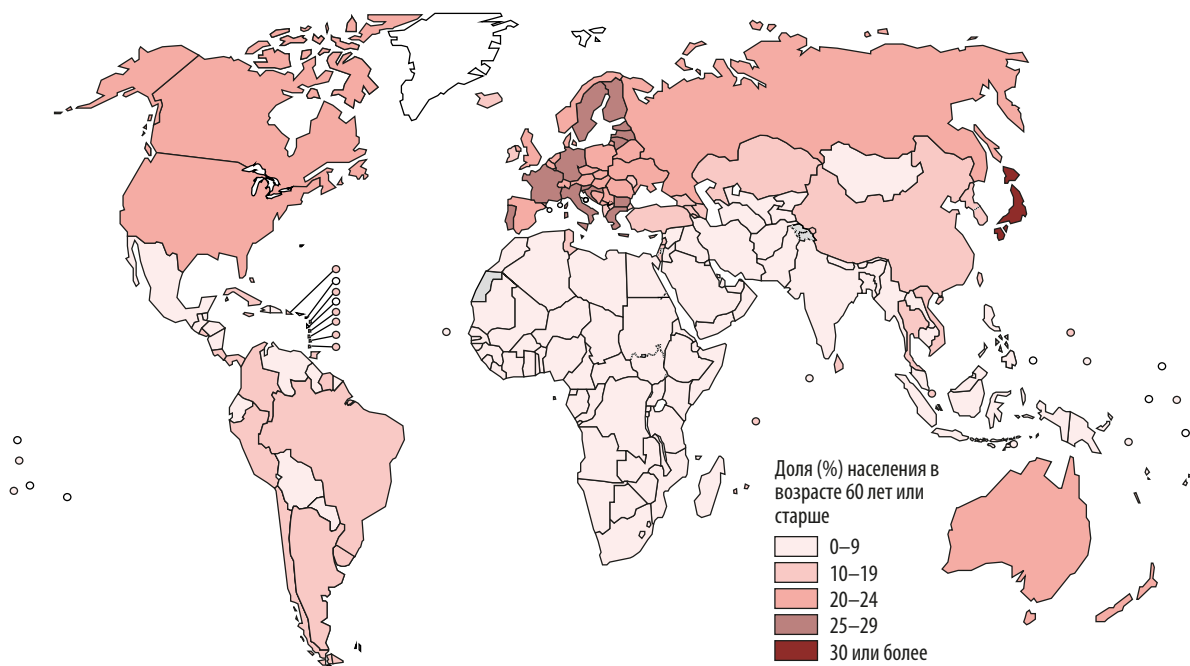 Доля (%) населения в
возрасте 60 лет или
старше
0–9
10–19
20–24
25–29
30 или более